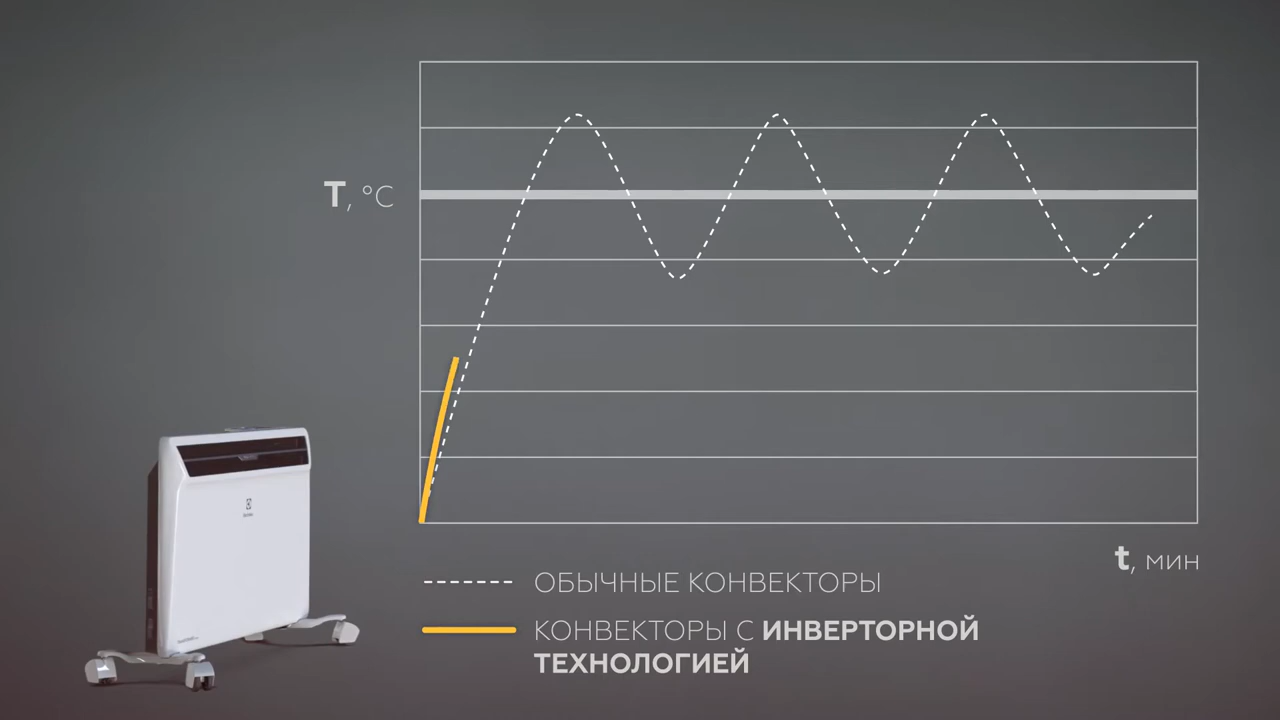 T, °C
t, мин
ОБЫЧНЫЕ КОНВЕКТОРЫ
КОНВЕКТОРЫ С ИНВЕРТОРНОЙ
ТЕХНОЛОГИЕЙ